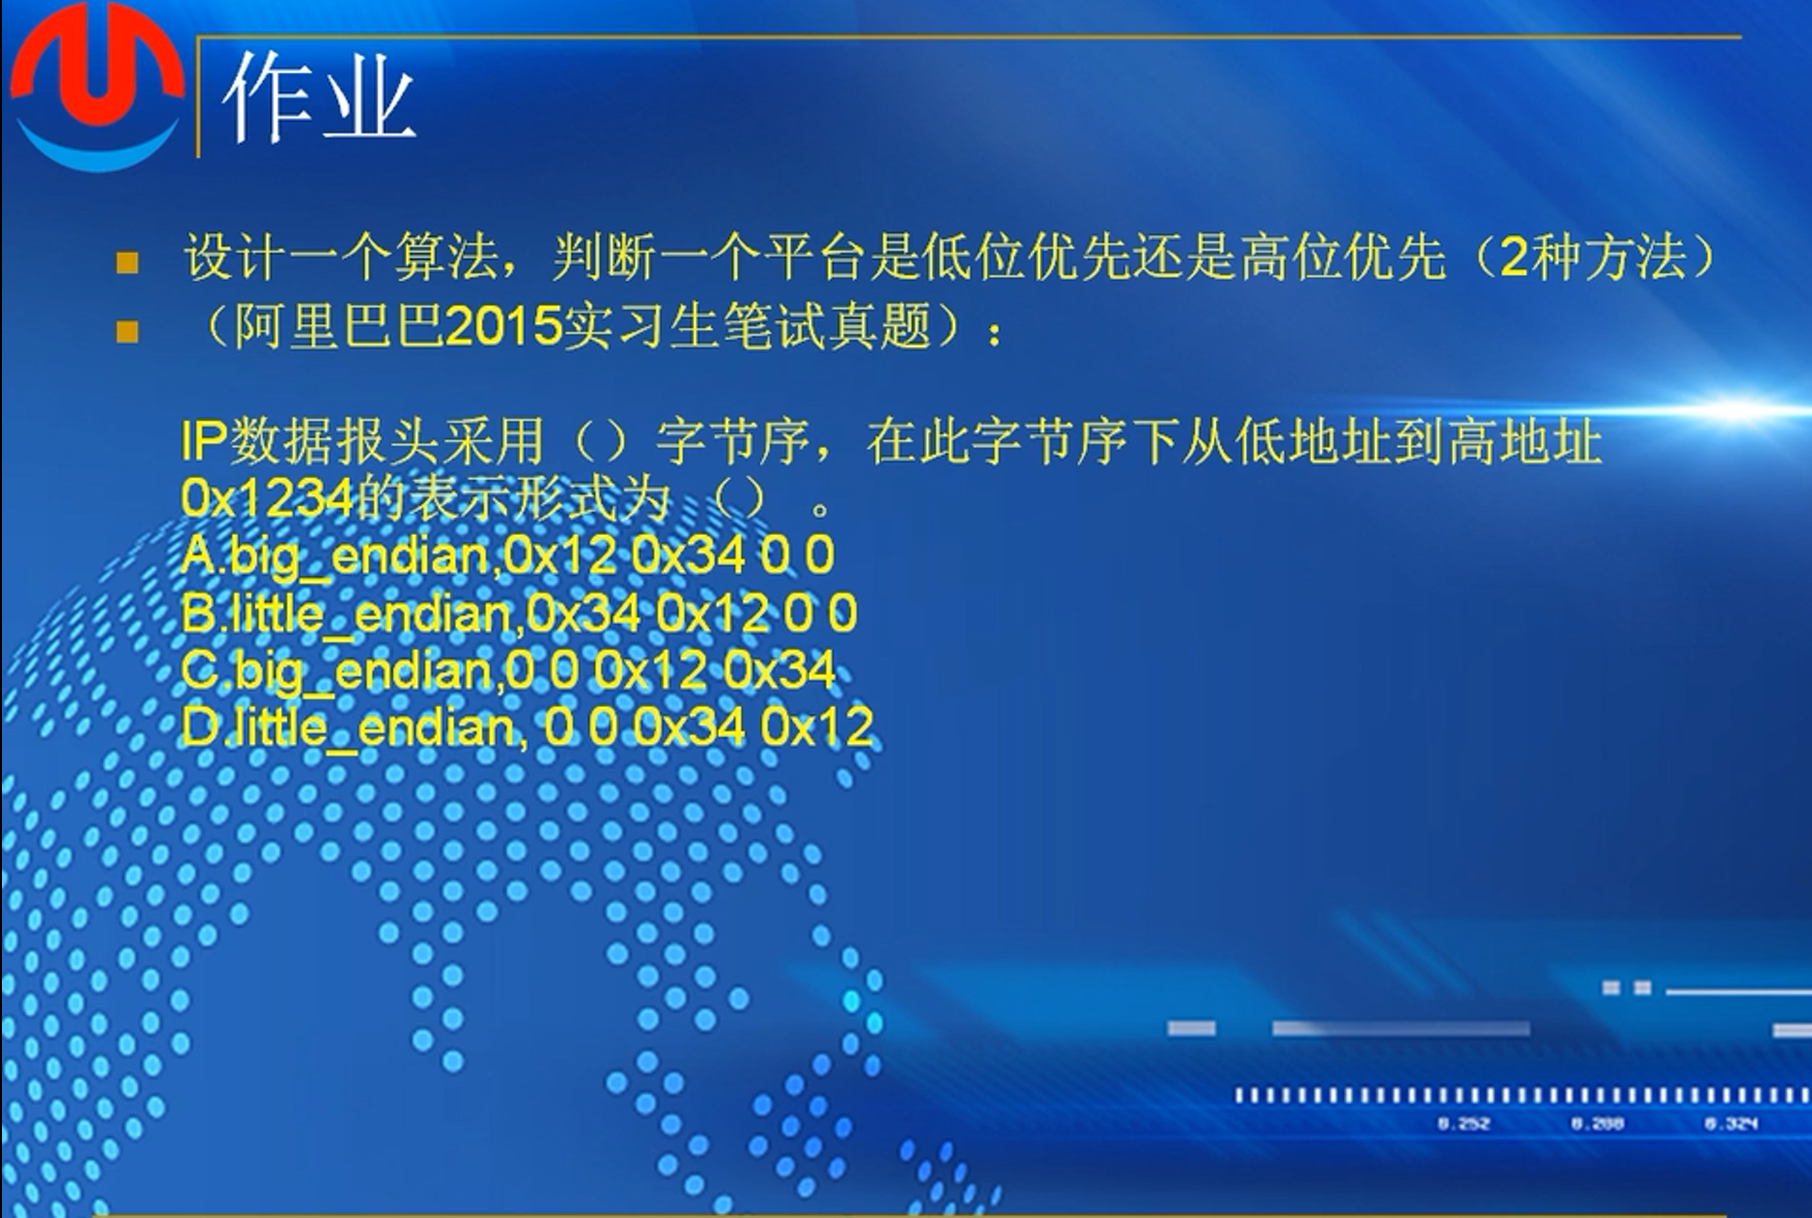 作业
设计一个算法，判断一个平台是低位优先还是高位优先（2种方法）
（阿里巴巴2015实习生笔试真题）：
IP数据报头采用（）字节序，在此字节序下从低地址到高地址
0x1234的表示形式为 （） 。
A.big_endian,0x12 0x34 0 0
B.little_endian,0x34 0x12 0 0
C.big_endian,0 0 0x12 0x34
D.little_endian, 0 0 0x34 0x12
0.252 0.288 0.324